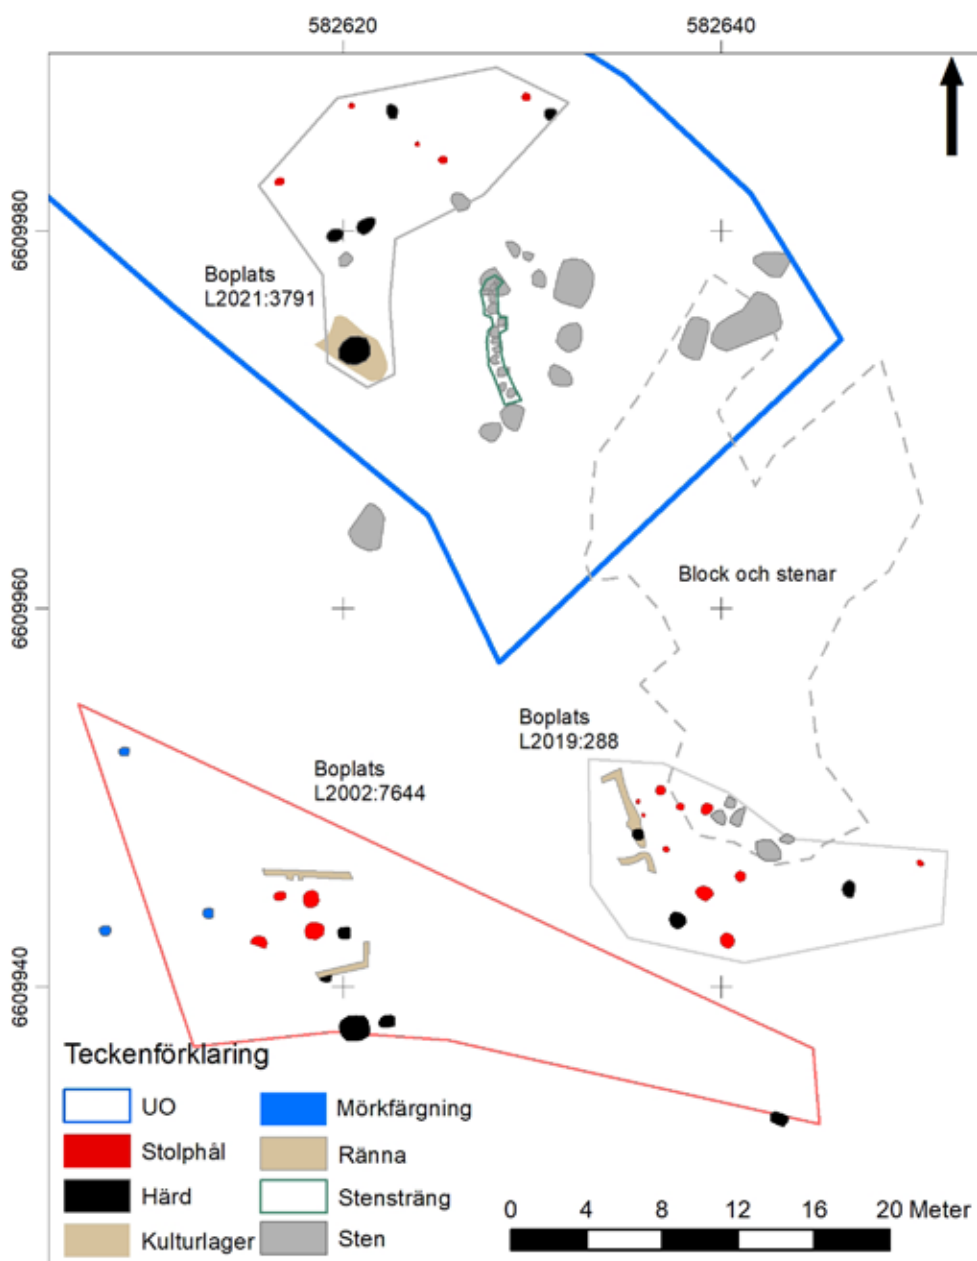 582620
582640
6609980
6609960
6609940
Boplats
L2021:3791
Block och stenar
Boplats
L2019:288
Boplats
L2002:7644
Teckenförklaring
UO
Stolphål
Härd
Kulturlager
Mörkfärgning
Ränna
Stensträng
Sten
0 4 8 12 16 20 Meter